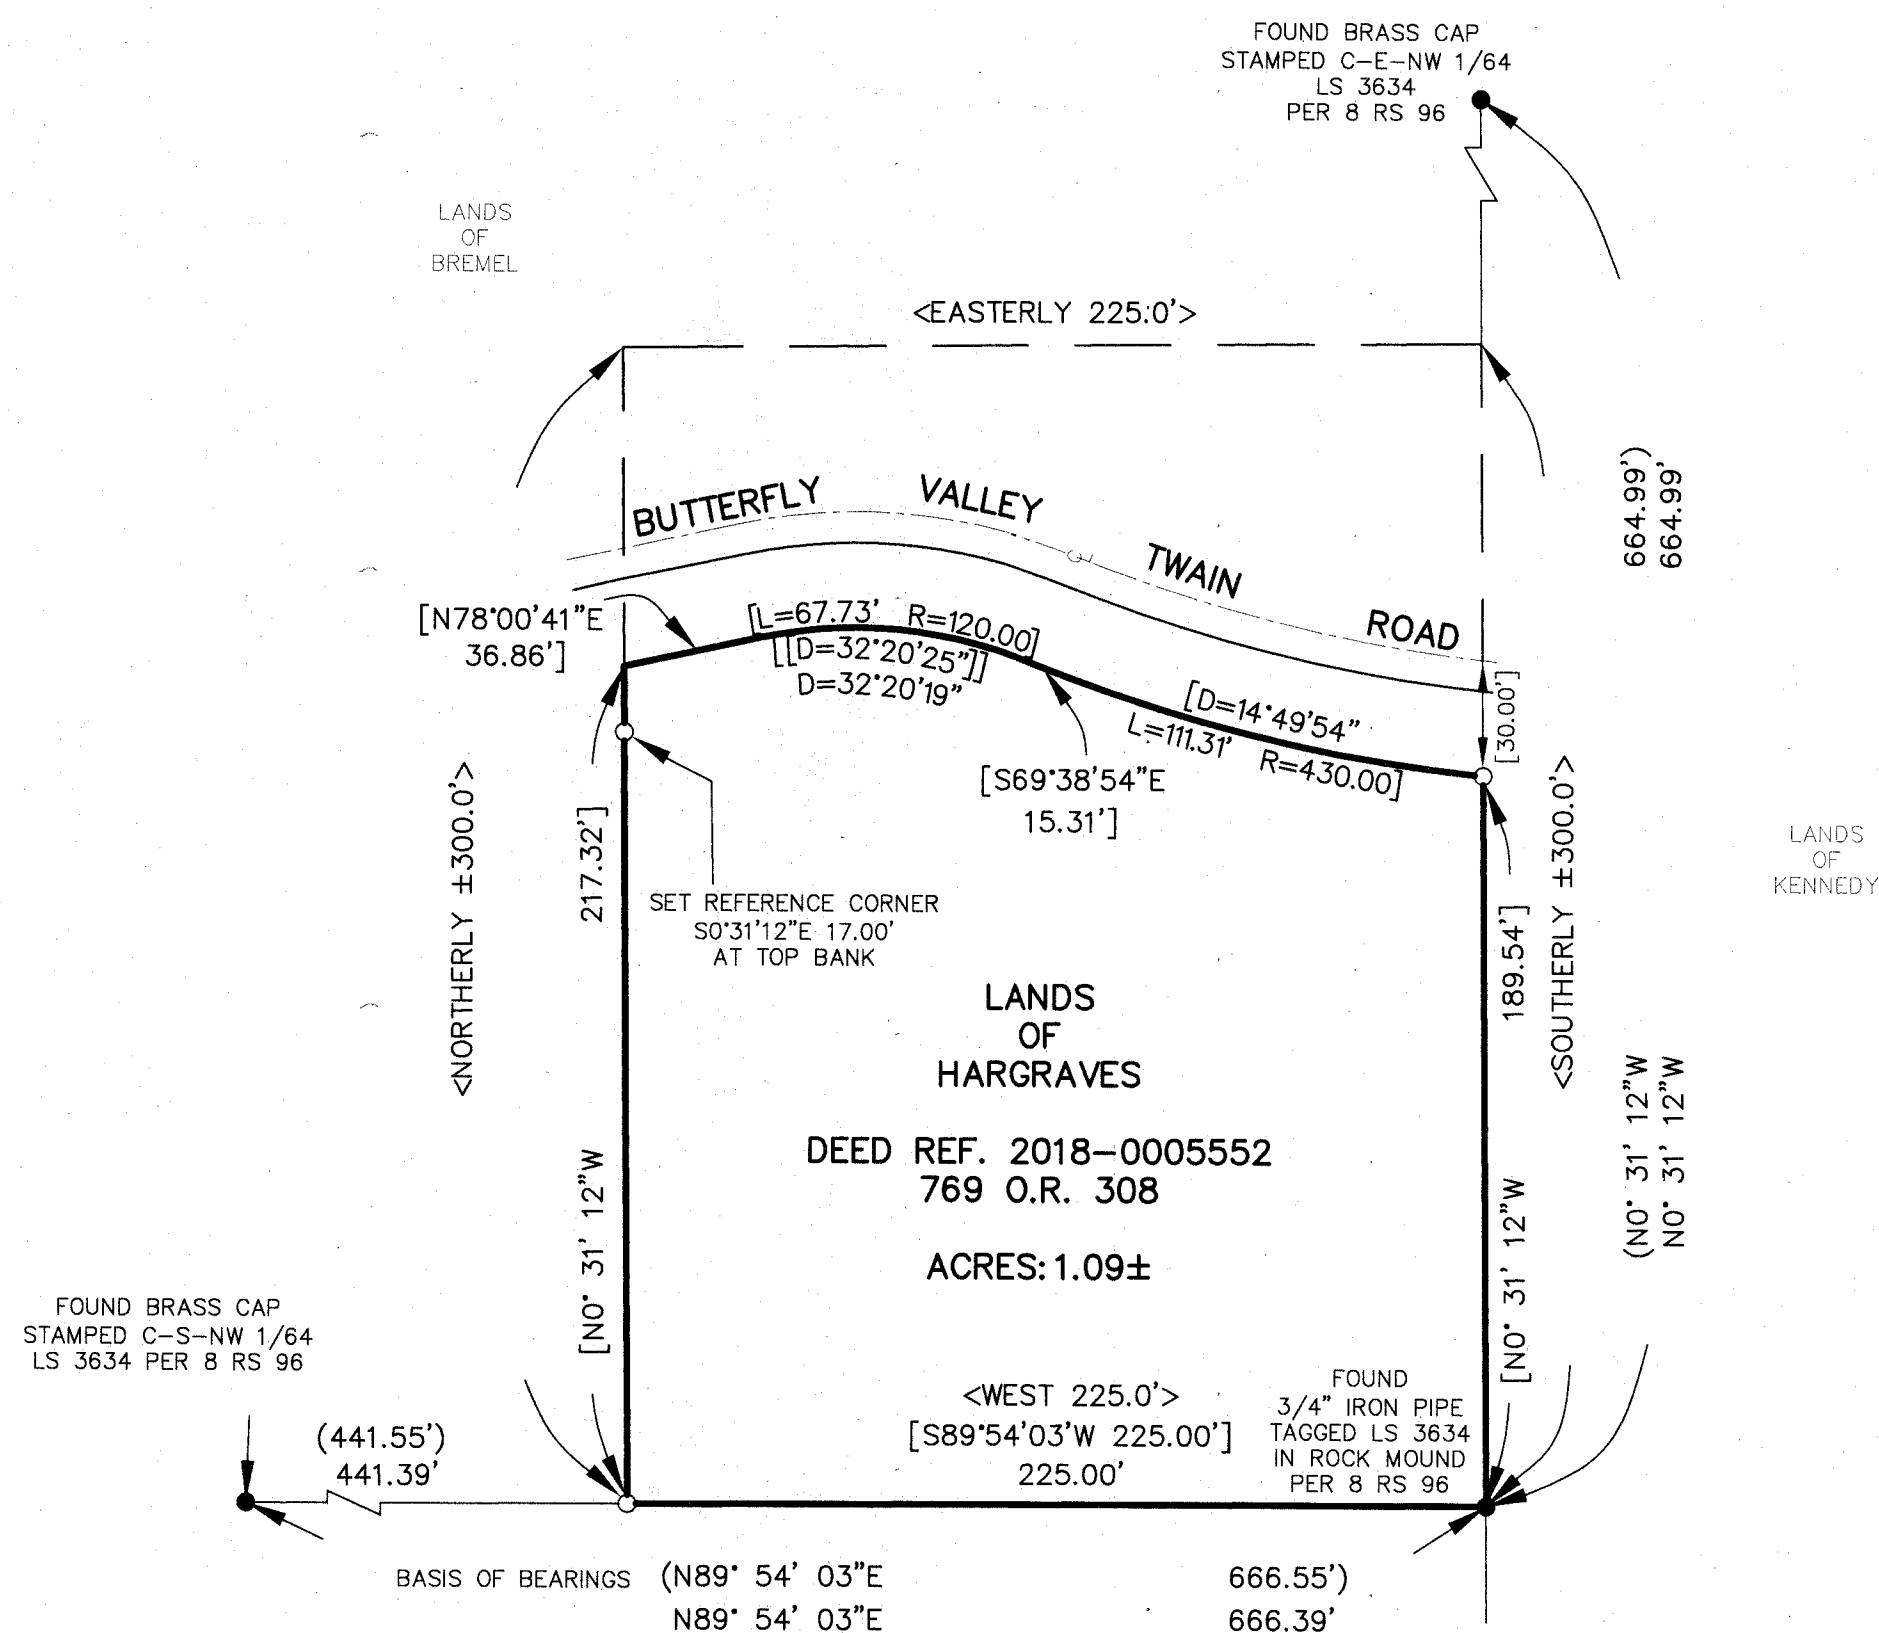 FOUND BRASS CAP
STAMPED C-E-NW 1/64
LS 3634
PER 8 RS 96
LANDS
OF
BREMEL
<EASTERLY 225.0'>
664.99')
664.99'
BUTTERFLY VALLEY TWAIN ROAD
[N78°00'41"E
36.86']
[L=67.73' R=120.00]
[[D=32°20'25"]]
D=32°20'19"
[D=14°49'54"
L=111.31' R=430.00]
[30.00']
[S69°38'54"E
15.31']
<NORTHERLY ±300.0'>
217.32']
SET REFERENCE CORNER
S0°31'12"E 17.00'
AT TOP BANK
189.54']
<SOUTHERLY ±300.0'>
LANDS
OF
KENNEDY
LANDS
OF
HARGRAVES
DEED REF. 2018-0005552
769 O.R. 308
ACRES: 1.09±
[N0° 31' 12"W
[N0° 31' 12"W
(N0° 31' 12"W
N0° 31' 12"W
FOUND BRASS CAP
STAMPED C-S-NW 1/64
LS 3634 PER 8 RS 96
(441.55')
441.39'
<WEST 225.0'>
[S89°54'03'W 225.00']
225.00'
FOUND
3/4" IRON PIPE
TAGGED LS 3634
IN ROCK MOUND
PER 8 RS 96
BASIS OF BEARINGS (N89° 54' 03"E 666.55')
N89° 54' 03"E 666.39'